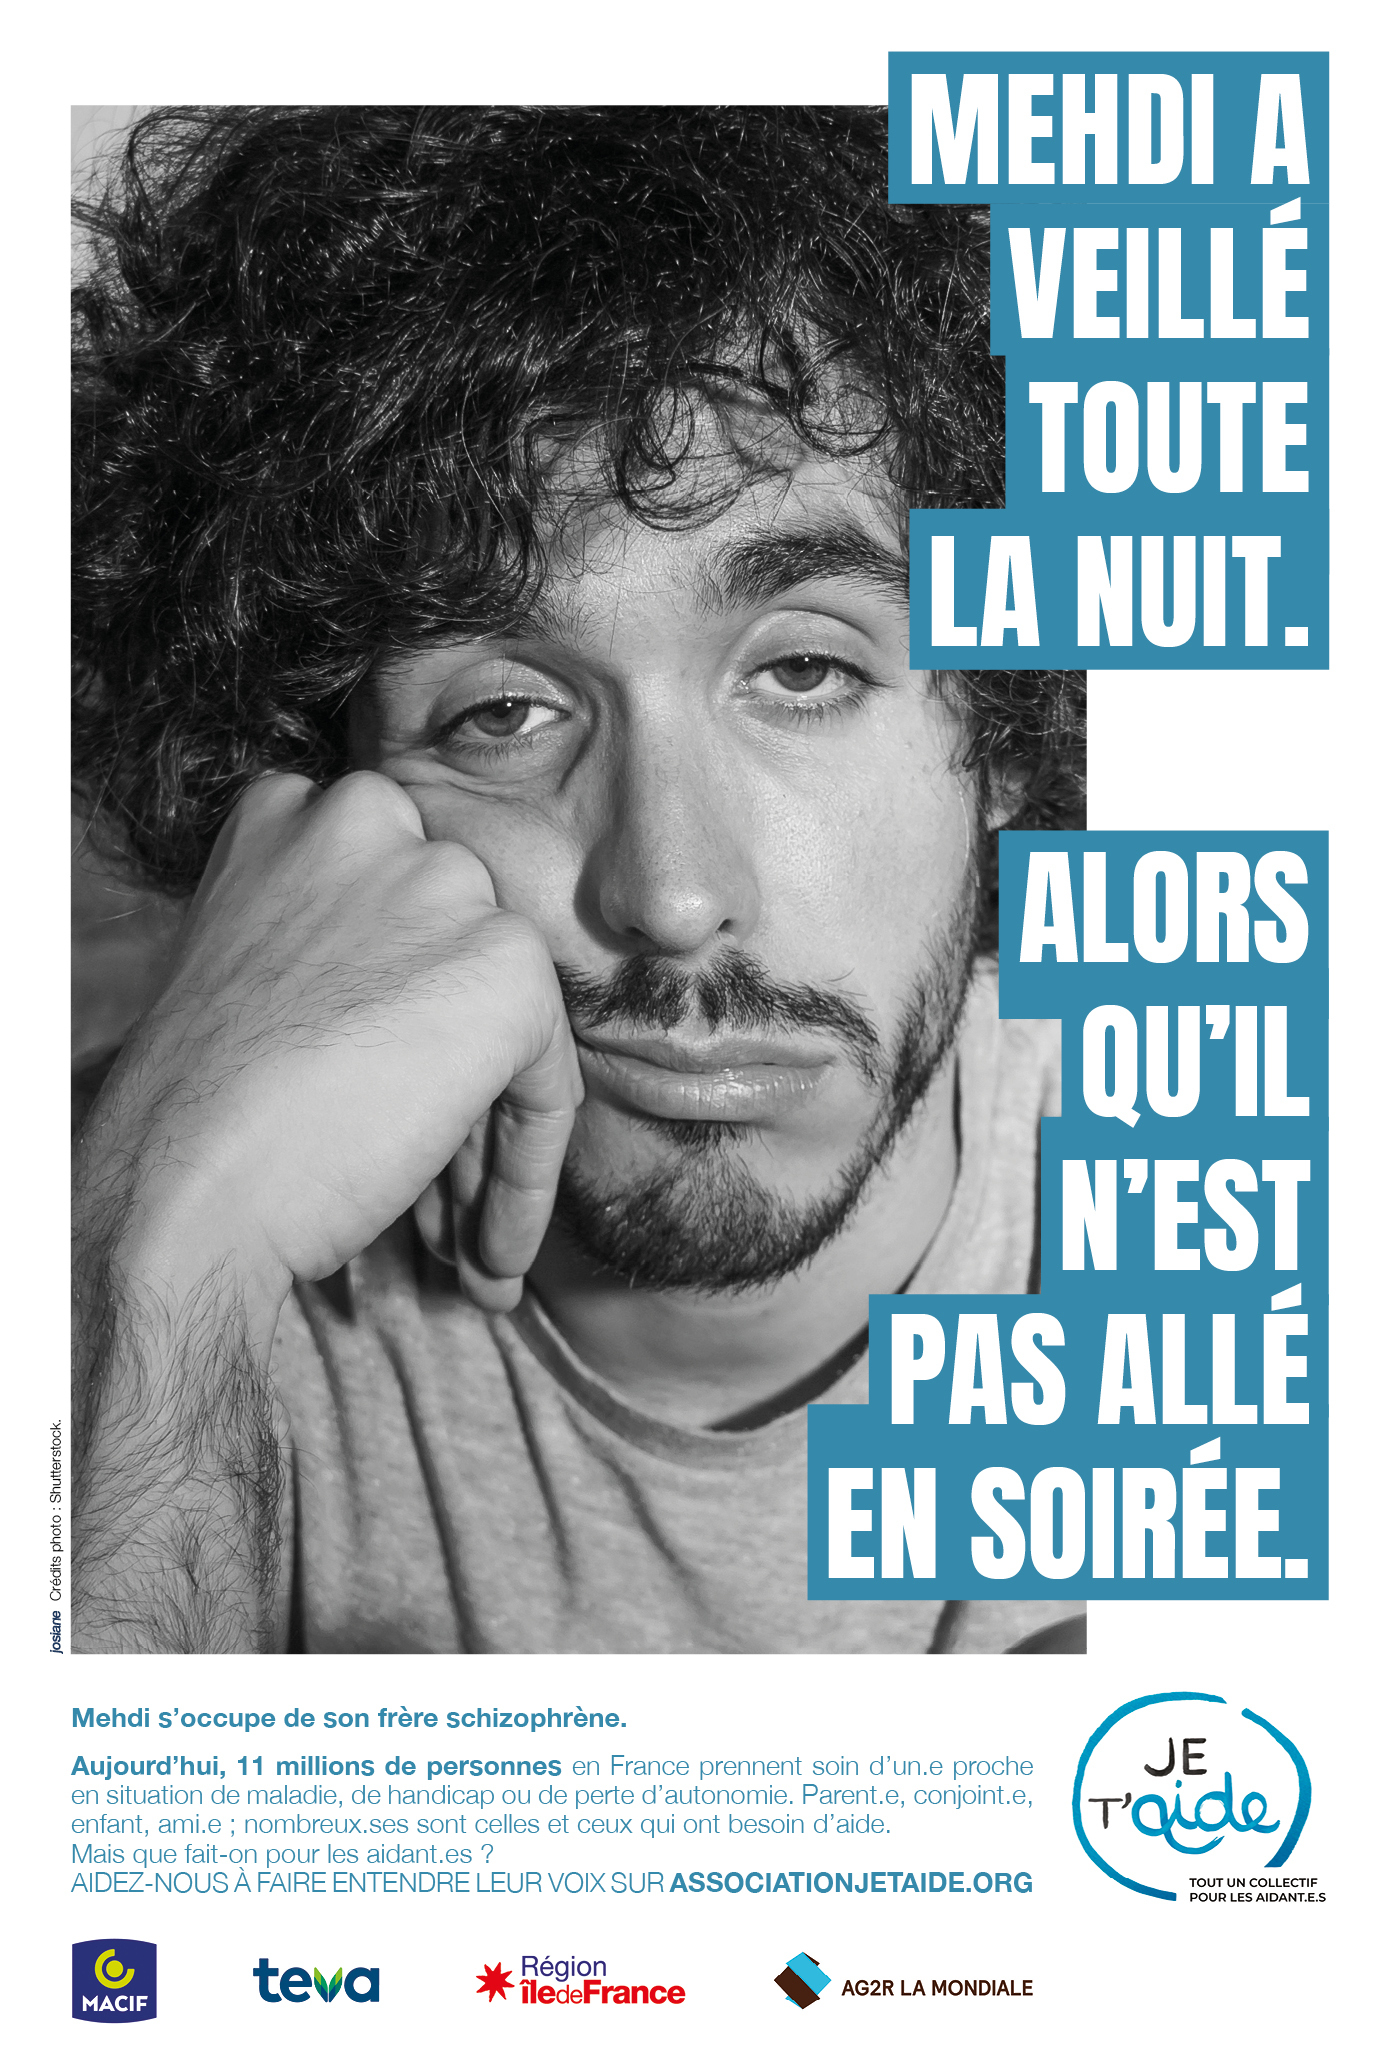 MEHDI A
VEILLÉ
TOUTE
LA NUIT.
ALORS
QU’IL
N’EST
PAS ALLÉ
EN SOIRÉE.
josiane Crédits photo : Shutterstock.
Mehdi s’occupe de son frère schizophrène.
Aujourd’hui, 11 millions de personnes en France prennent soin d’un.e proche
en situation de maladie, de handicap ou de perte d’autonomie. Parent.e, conjoint.e,
enfant, ami.e ; nombreux.ses sont celles et ceux qui ont besoin d’aide.
Mais que fait-on pour les aidant.es ?
AIDEZ-NOUS À FAIRE ENTENDRE LEUR VOIX SUR ASSOCIATIONJETAIDE.ORG
JE
T’aide
TOUT UN COLLECTIF
POUR LES AIDANT.E.S
MACIF
teva
Région
îledeFrance
AG2R LA MONDIALE